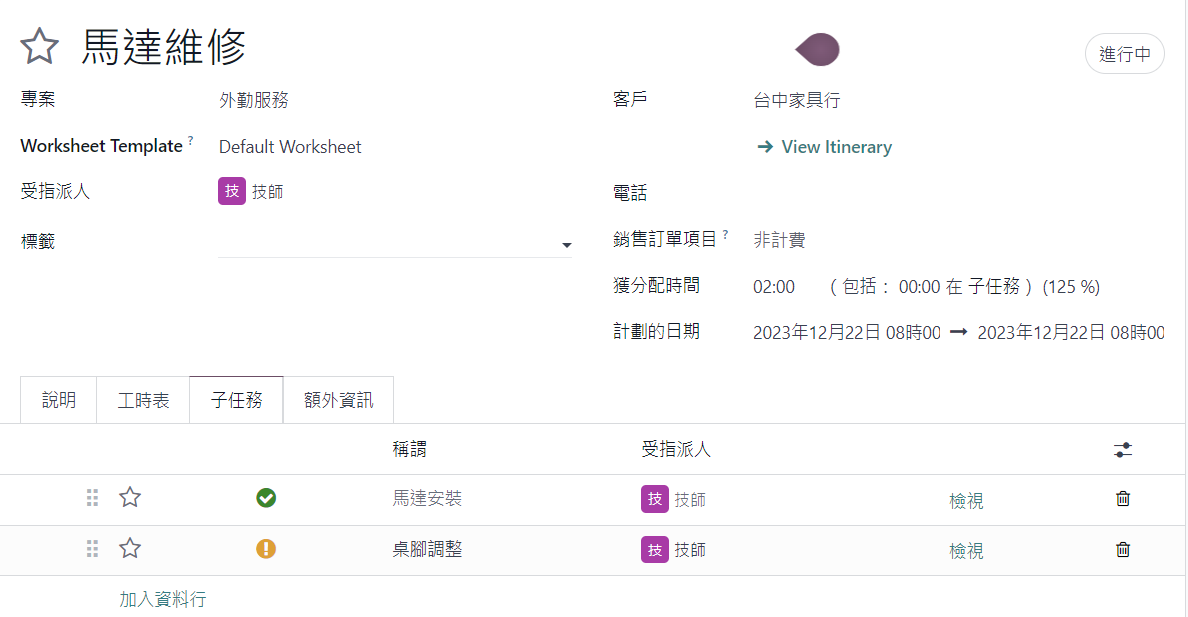 馬達維修
進行中
專案 外勤服務
客戶 台中家具行
Worksheet Template ? Default Worksheet
View Itinerary
受指派人 技 技師
電話
標籤
銷售訂單項目 ? 非計費
獲分配時間 02:00 ( 包括： 00:00 在 子任務 ) (125 %)
計劃的日期 2023年12月22日 08時00 → 2023年12月22日 08時00
說明 工時表 子任務 額外資訊
稱謂 受指派人
馬達安裝 技 技師 檢視
桌腳調整 技 技師 檢視
加入資料行